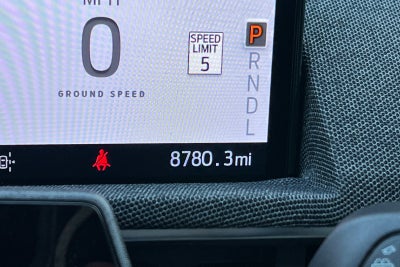 MPH
0
GROUND SPEED
SPEED
LIMIT
5
P
R
N
D
L
8780.3mi